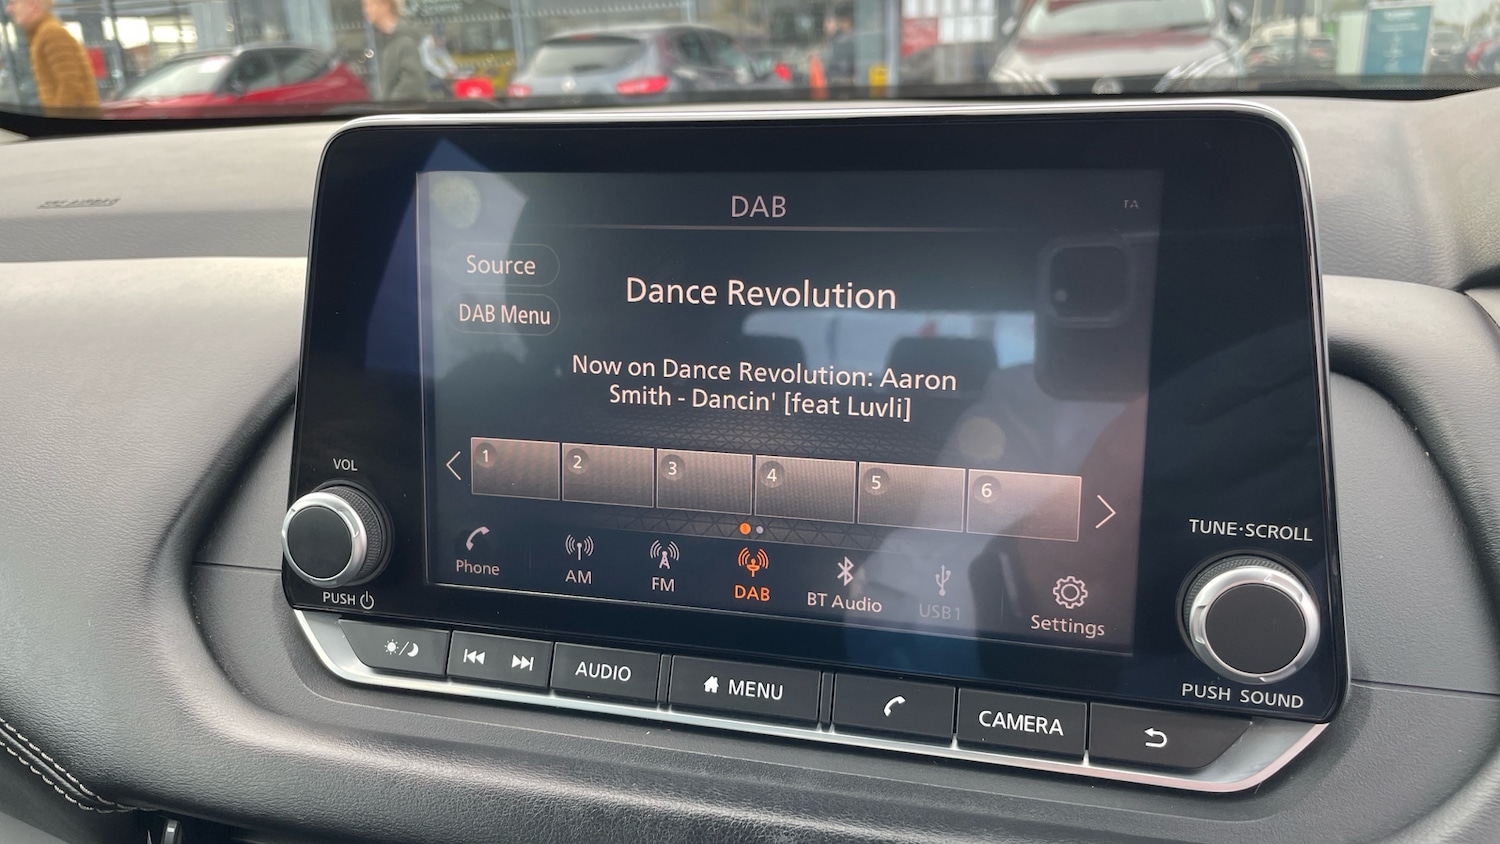 DAB
TA
Source
DAB Menu
Dance Revolution
Now on Dance Revolution: Aaron
Smith - Dancin' [feat Luvli]
1
2
3
4
5
6
Phone
AM
FM
DAB
BT Audio
USB1
Settings
VOL
PUSH
TUNE·SCROLL
PUSH SOUND
AUDIO
MENU
CAMERA